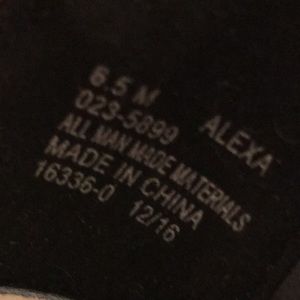 6.5 M ALEXA
023-5899
ALL MAN MADE MATERIALS
MADE IN CHINA
16336-0 12/16